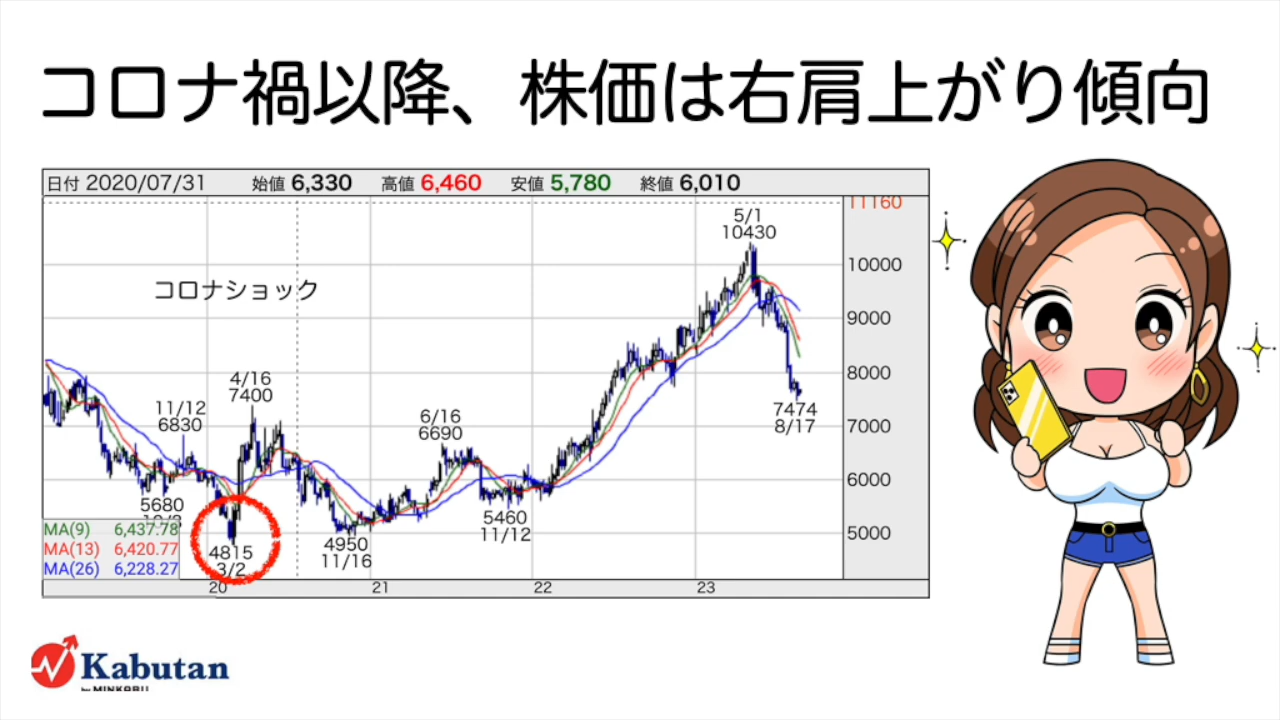 コロナ禍以降、株価は右肩上がり傾向
日付 2020/07/31 始値 6,330 高値 6,460 安値 5,780 終値 6,010
11160
5/1
10430
10000
コロナショック
9000
4/16
7400
8000
11/12
6830
6/16
6690
7474
8/17
7000
6000
5680
5460
11/12
5000
MA(9) 6,437.78
MA(13) 6,420.77
MA(26) 6,228.27
4815
3/2
4950
11/16
20 21 22 23
Kabutan
by MINKABU